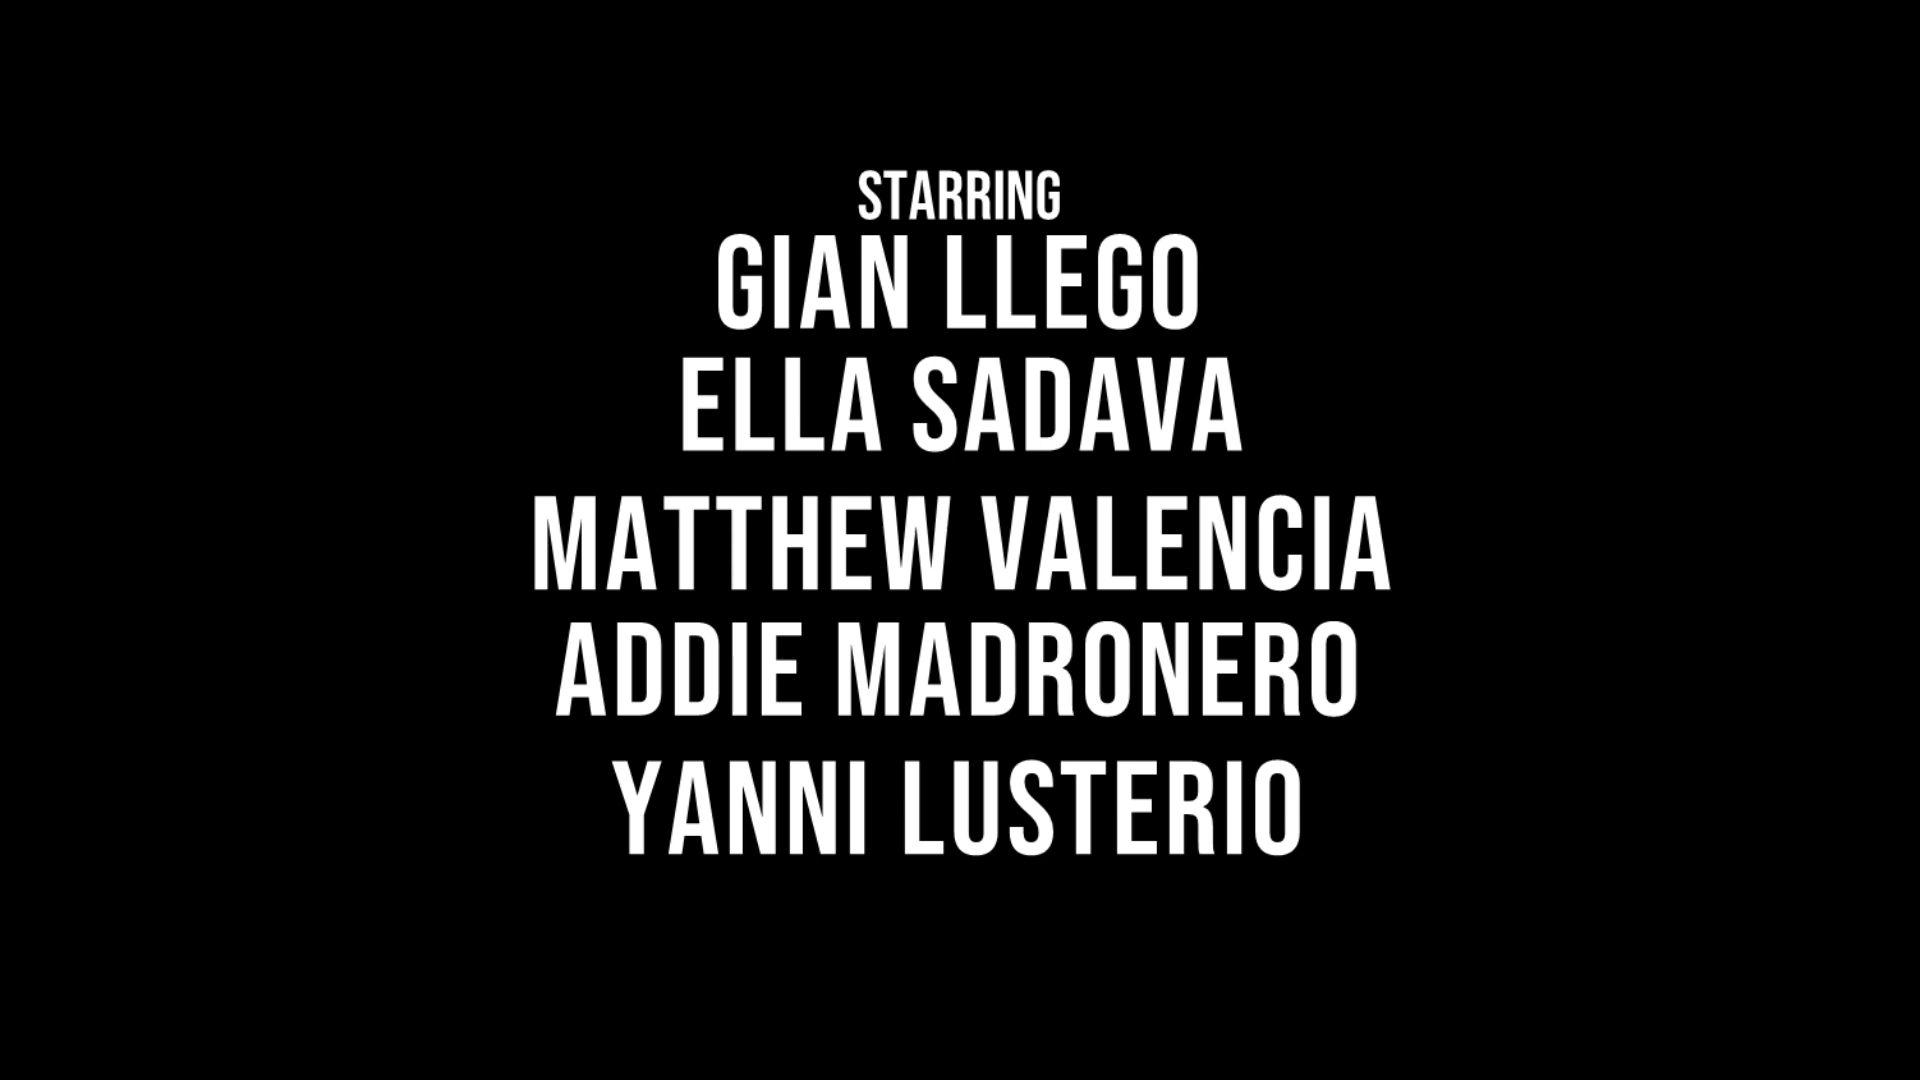 STARRING
GIAN LLEGO
ELLA SADAVA
MATTHEW VALENCIA
ADDIE MADRONERO
YANNI LUSTERIO